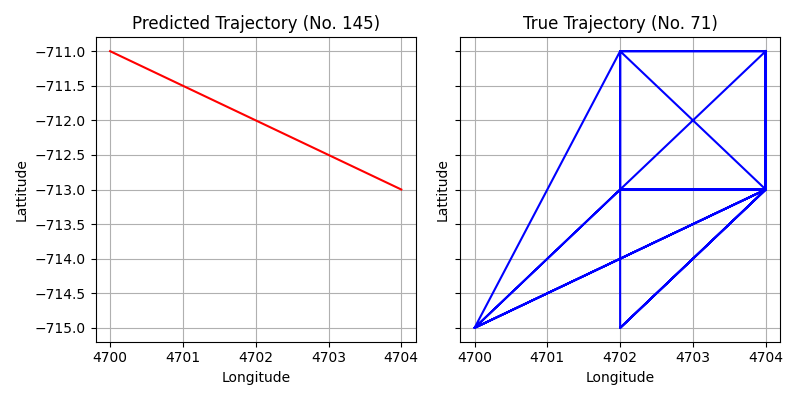 Predicted Trajectory (No. 145)
Lattitude
−711.0
−711.5
−712.0
−712.5
−713.0
−713.5
−714.0
−714.5
−715.0
4700 4701 4702 4703 4704
Longitude
True Trajectory (No. 71)
Lattitude
4700 4701 4702 4703 4704
Longitude